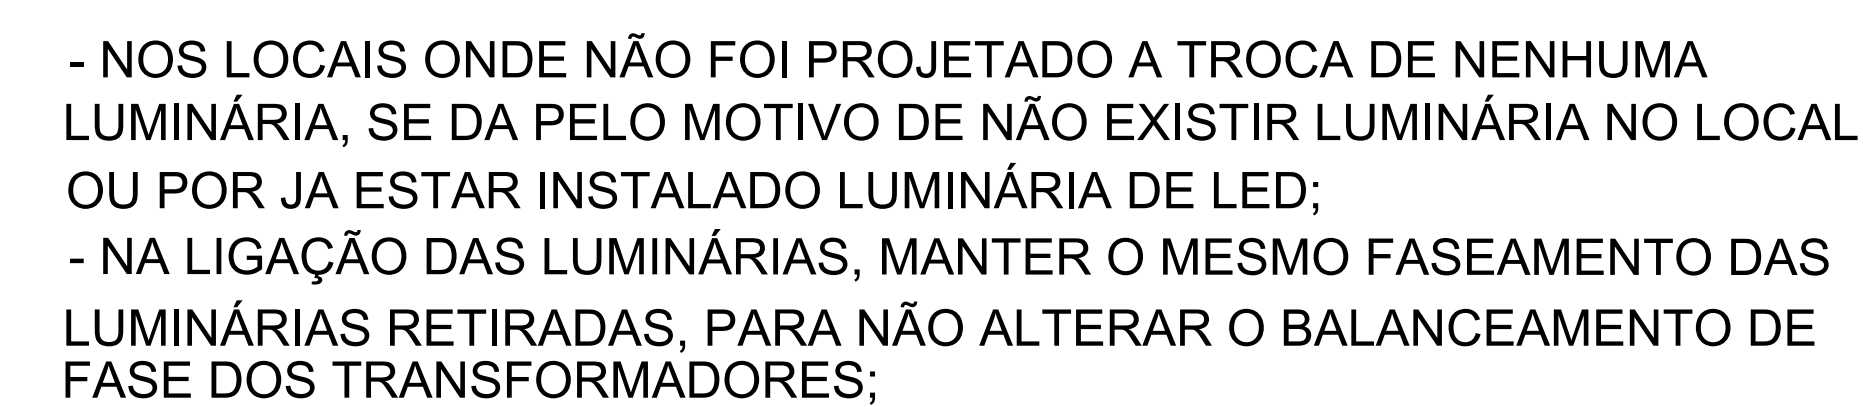 - NOS LOCAIS ONDE NÃO FOI PROJETADO A TROCA DE NENHUMA
LUMINÁRIA, SE DA PELO MOTIVO DE NÃO EXISTIR LUMINÁRIA NO LOCAL
OU POR JA ESTAR INSTALADO LUMINÁRIA DE LED;
- NA LIGAÇÃO DAS LUMINÁRIAS, MANTER O MESMO FASEAMENTO DAS
LUMINÁRIAS RETIRADAS, PARA NÃO ALTERAR O BALANCEAMENTO DE
FASE DOS TRANSFORMADORES;